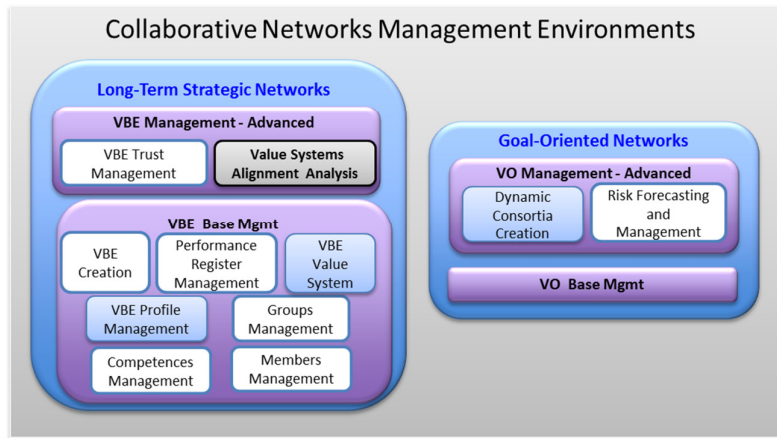 Collaborative Networks Management Environments
Long-Term Strategic Networks
VBE Management - Advanced
VBE Trust
Management
Value Systems
Alignment Analysis
VBE Base Mgmt
VBE
Creation
Performance
Register
Management
VBE
Value
System
VBE Profile
Management
Groups
Management
Competences
Management
Members
Management
Goal-Oriented Networks
VO Management - Advanced
Dynamic
Consortia
Creation
Risk Forecasting
and
Management
VO Base Mgmt